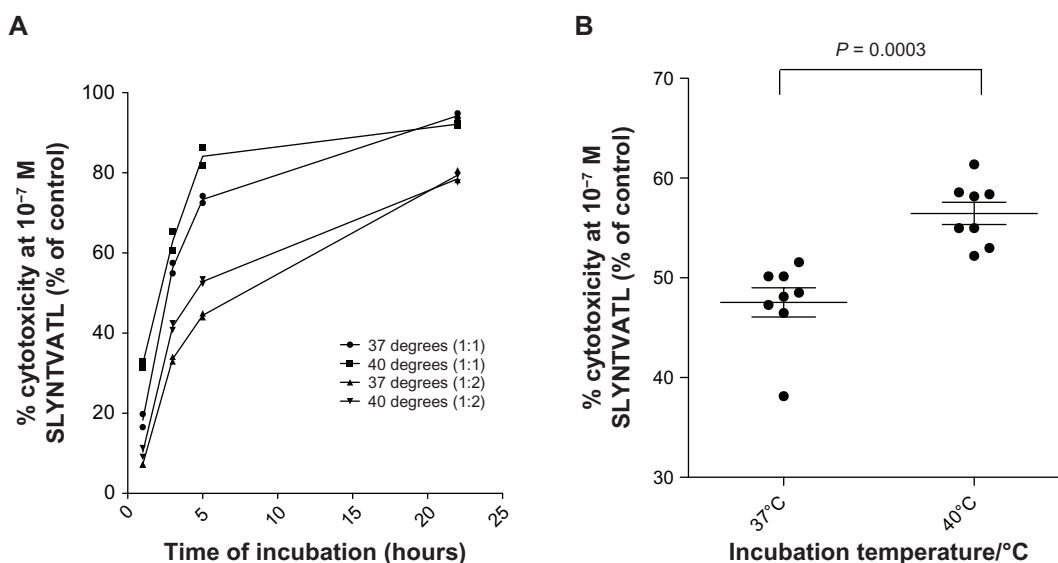 A
% cytotoxicity at 10⁻⁷ M
SLYNTVATL (% of control)
100
80
60
40
20
0
37 degrees (1:1)
40 degrees (1:1)
37 degrees (1:2)
40 degrees (1:2)
0
5
10
15
20
25
Time of incubation (hours)
B
P = 0.0003
% cytotoxicity at 10⁻⁷ M
SLYNTVATL (% of control)
70
60
50
40
30
37°C
40°C
Incubation temperature/°C